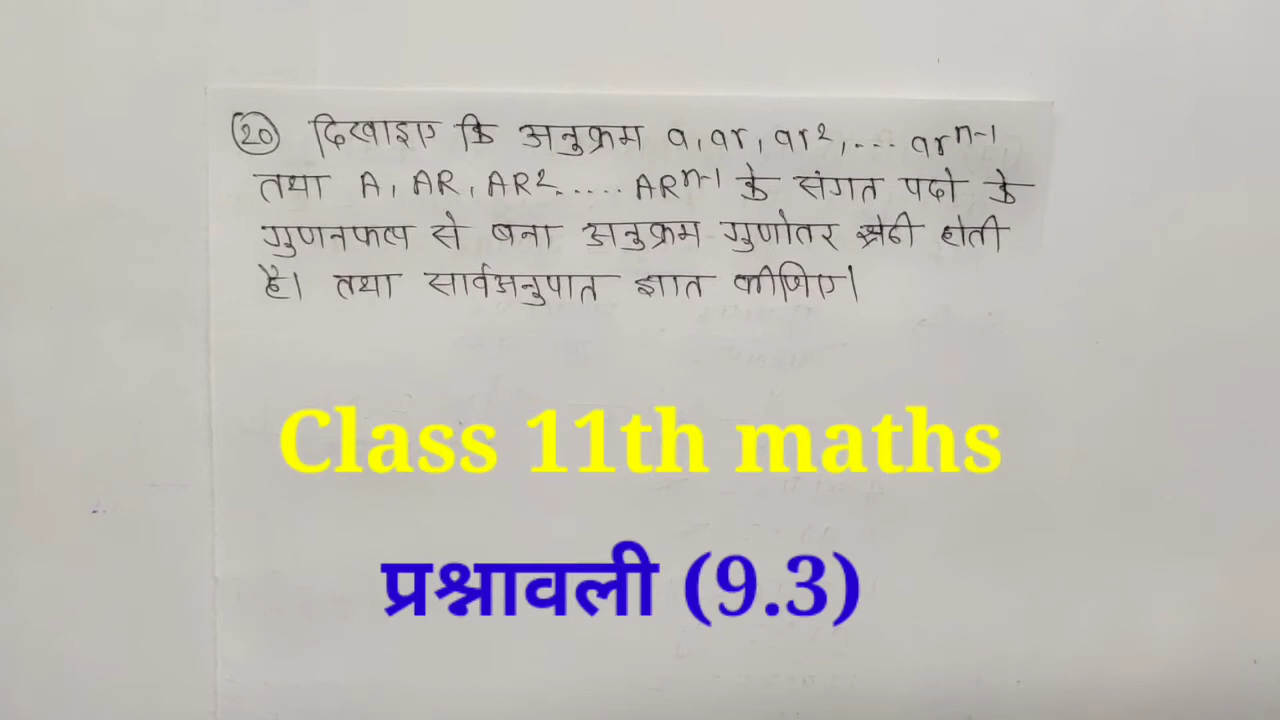 (20) दिखाइए कि अनुक्रम a, ar, ar², ... arⁿ⁻¹
तथा A, AR, AR² ..... ARⁿ⁻¹ के संगत पदो के
गुणनफल से बना अनुक्रम गुणोतर श्रेढी होती
है। तथा सार्वअनुपात ज्ञात कीजिए।
Class 11th maths
प्रश्नावली (9.3)